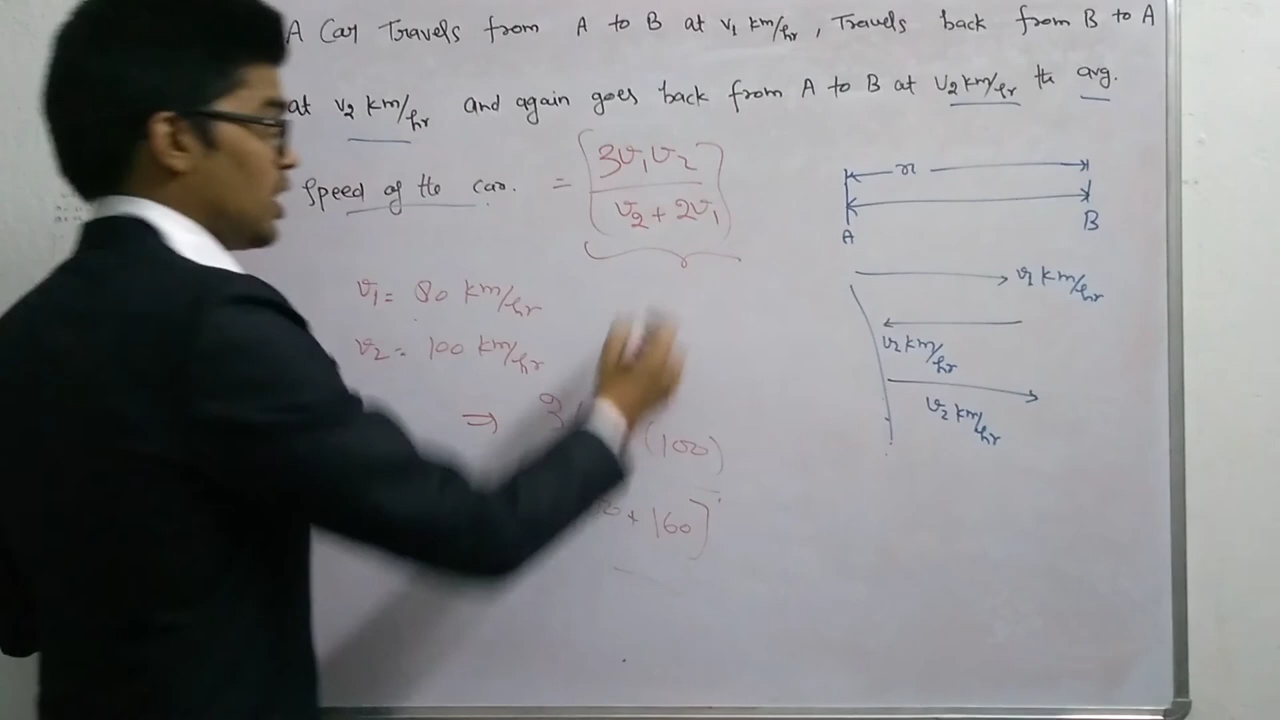 A Car Travels from A to B at v1 km/hr, Travels back from B to A
at v2 km/hr and again goes back from A to B at V2 km/hr the avg.
Speed of the car. = [3v1v2 / v2 + 2v1]
x
A
B
v1 km/hr
v2 km/hr
v2 km/hr
v1 = 80 km/hr
v2 = 100 km/hr
⇒ 3 (100)
+ 160]